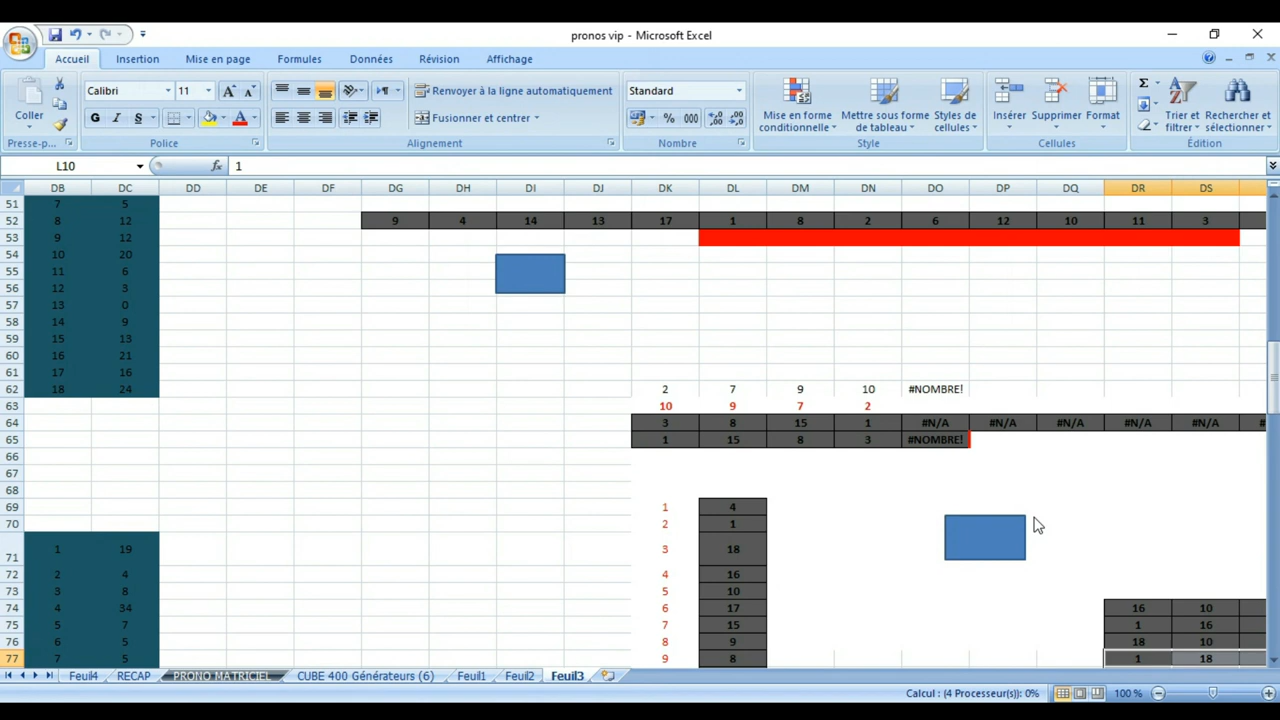 pronos vip - Microsoft Excel
Accueil Insertion Mise en page Formules Données Révision Affichage
Coller Calibri 11 Renvoyer à la ligne automatiquement Standard Mise en forme conditionnelle Mettre sous forme de tableau Styles de cellules Insérer Supprimer Format Trier et filtrer Rechercher et sélectionner
G I S Fusionner et centrer % 000
Presse-p... Police Alignement Nombre Style Cellules Édition
L10 fx 1
DB DC DD DE DF DG DH DI DJ DK DL DM DN DO DP DQ DR DS
51 7 5
52 8 12 9 4 14 13 17 1 8 2 6 12 10 11 3
53 9 12
54 10 20
55 11 6
56 12 3
57 13 0
58 14 9
59 15 13
60 16 21
61 17 16
62 18 24 2 7 9 10 #NOMBRE!
63 10 9 7 2
64 3 8 15 1 #N/A #N/A #N/A #N/A #N/A #
65 1 15 8 3 #NOMBRE!
66
67
68
69 1 4
70 2 1
71 1 19 3 18
72 2 4 4 16
73 3 8 5 10
74 4 34 6 17 16 10
75 5 7 7 15 1 16
76 6 5 8 9 18 10
77 7 5 9 8 1 18
Feuil4 RECAP PRONO MATRICIEL CUBE 400 Générateurs (6) Feuil1 Feuil2 Feuil3
Calcul : (4 Processeur(s)): 0% 100 %